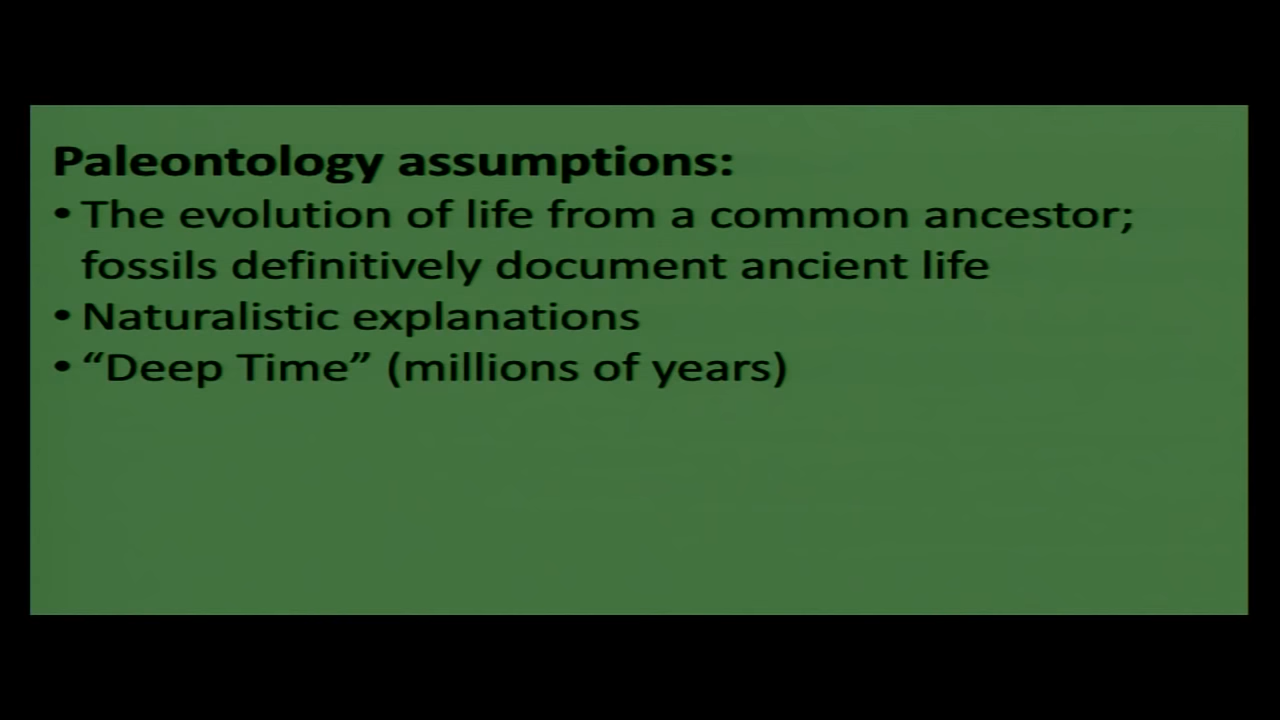 Paleontology assumptions:
• The evolution of life from a common ancestor;
fossils definitively document ancient life
• Naturalistic explanations
• “Deep Time” (millions of years)